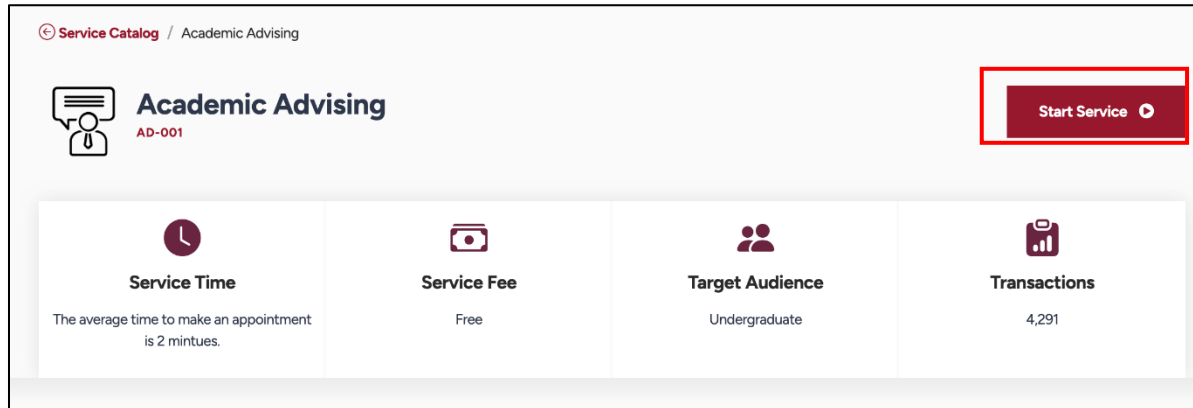 Service Catalog / Academic Advising
Academic Advising
AD-001
Start Service
Service Time
The average time to make an appointment
is 2 mintues.
Service Fee
Free
Target Audience
Undergraduate
Transactions
4,291